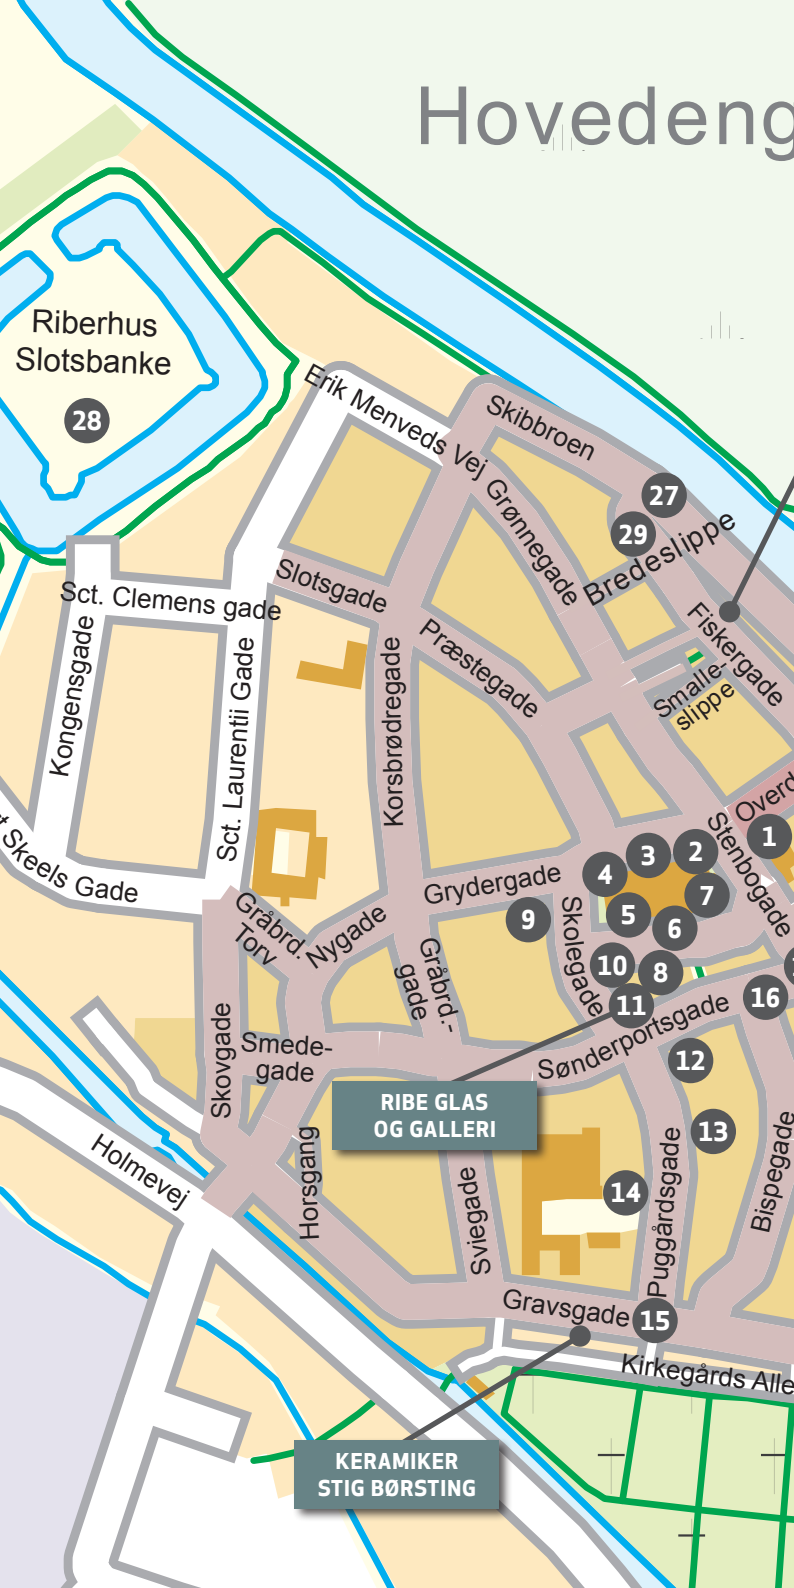 Hovedeng
Riberhus
Slotsbanke
28
Erik Menveds Vej
Skibbroen
27
29
Bredeslippe
Grønnegade
Slotsgade
Sct. Clemens gade
Præstegade
Fiskergade
Smalle-
slippe
Kongensgade
Sct. Laurentii Gade
Korsbrødregade
Skeels Gade
Stenbogade
1
2
3
4
5
6
7
Grydergade
9
Skolegade
Gråbrd.
Torv
Nygade
Gråbrd.-
gade
10
8
11
16
Sønderportsgade
Skovgade
Smede-
gade
12
RIBE GLAS
OG GALLERI
13
Holmevej
Horsgang
Sviegade
14
Puggårdsgade
Bispegade
Gravsgade
15
Kirkegårds Alle
KERAMIKER
STIG BØRSTING